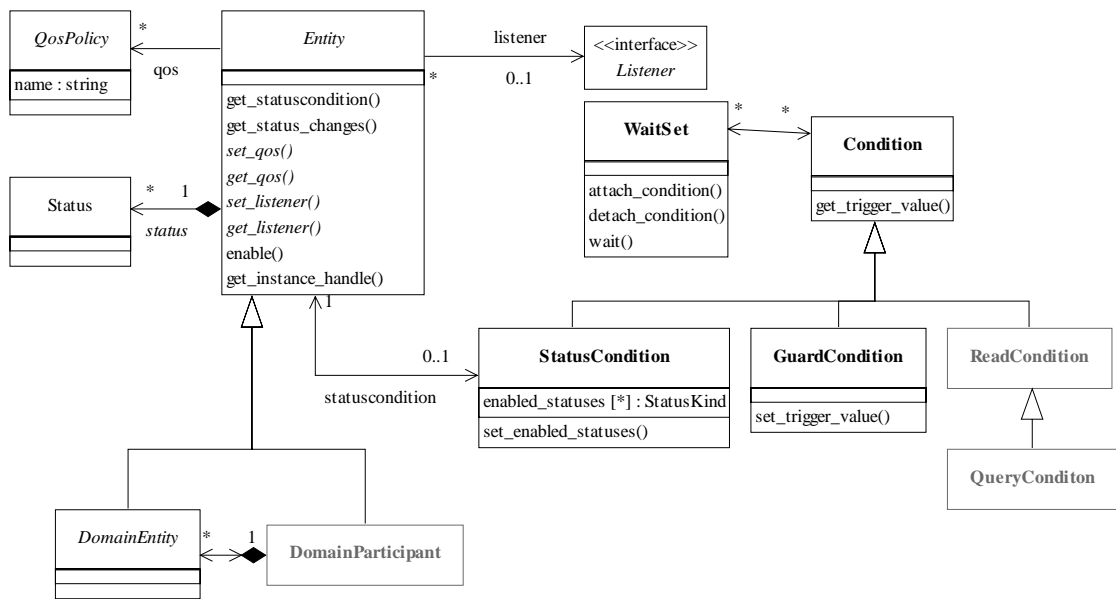 QosPolicy
name : string
*
qos
Entity
get_statuscondition()
get_status_changes()
set_qos()
get_qos()
set_listener()
get_listener()
enable()
get_instance_handle()
listener
*
0..1
<<interface>>
Listener
WaitSet
attach_condition()
detach_condition()
wait()
*
*
Condition
get_trigger_value()
Status
*
1
status
1
0..1
statuscondition
StatusCondition
enabled_statuses [*] : StatusKind
set_enabled_statuses()
GuardCondition
set_trigger_value()
ReadCondition
QueryConditon
DomainEntity
*
1
DomainParticipant